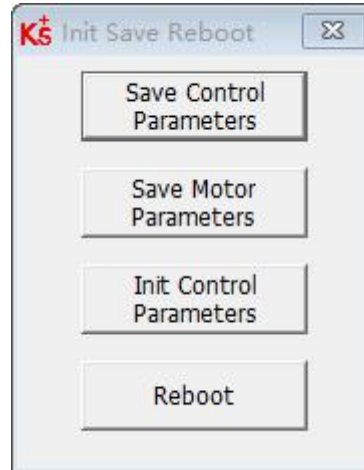 K+S Init Save Reboot
Save Control
Parameters
Save Motor
Parameters
Init Control
Parameters
Reboot